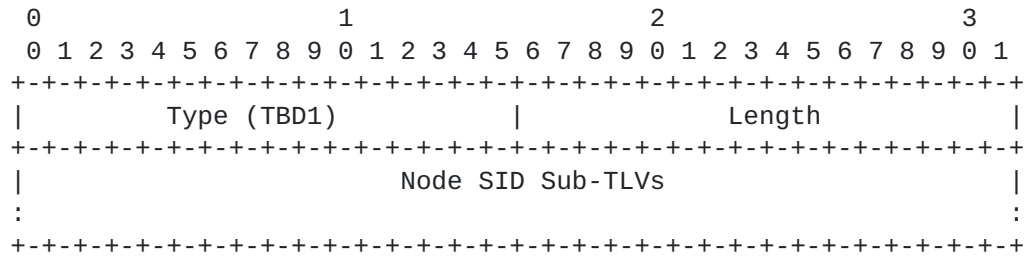 0                   1                   2                   3
 0 1 2 3 4 5 6 7 8 9 0 1 2 3 4 5 6 7 8 9 0 1 2 3 4 5 6 7 8 9 0 1
+-+-+-+-+-+-+-+-+-+-+-+-+-+-+-+-+-+-+-+-+-+-+-+-+-+-+-+-+-+-+-+-+
|         Type (TBD1)           |             Length            |
+-+-+-+-+-+-+-+-+-+-+-+-+-+-+-+-+-+-+-+-+-+-+-+-+-+-+-+-+-+-+-+-+
|                        Node SID Sub-TLVs                      |
:                                                               :
+-+-+-+-+-+-+-+-+-+-+-+-+-+-+-+-+-+-+-+-+-+-+-+-+-+-+-+-+-+-+-+-+